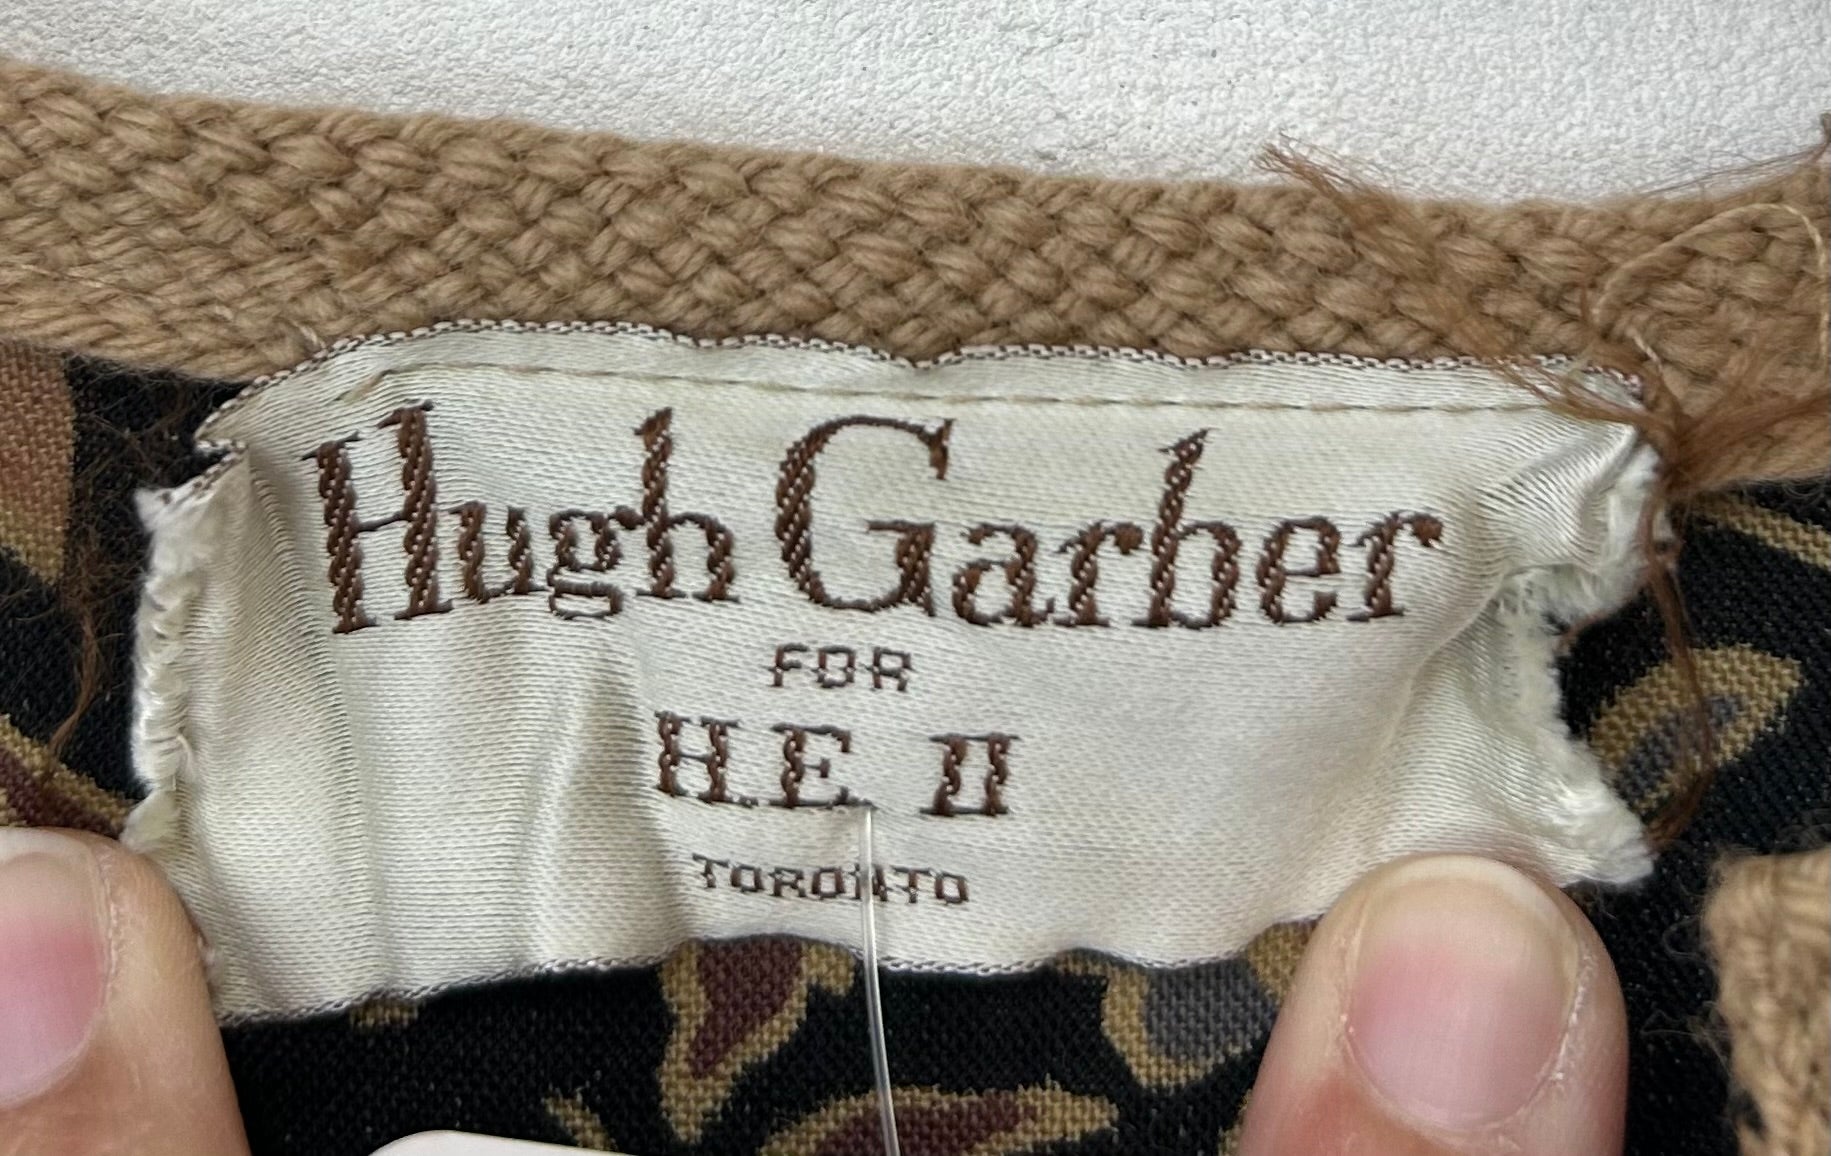 Hugh Garber
FOR
H.E. II
TORONTO